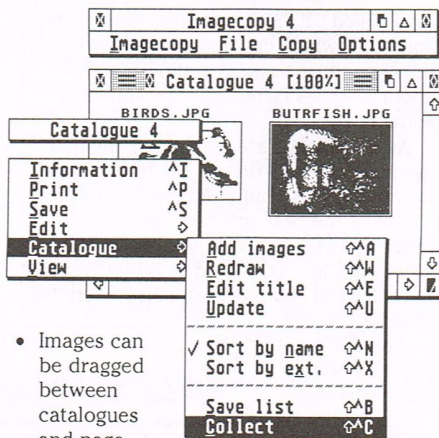 Imagecopy 4
Imagecopy File Copy Options
Catalogue 4 [100%]
BIRDS.JPG BUTRFISH.JPG
Catalogue 4
Information ^I
Print ^P
Save ^S
Edit
Catalogue
View
Add images ⇧^A
Redraw ⇧^W
Edit title ⇧^E
Update ⇧^U
✓ Sort by name ⇧^N
Sort by ext. ⇧^X
Save list ⇧^B
Collect ⇧^C
• Images can
be dragged
between
catalogues